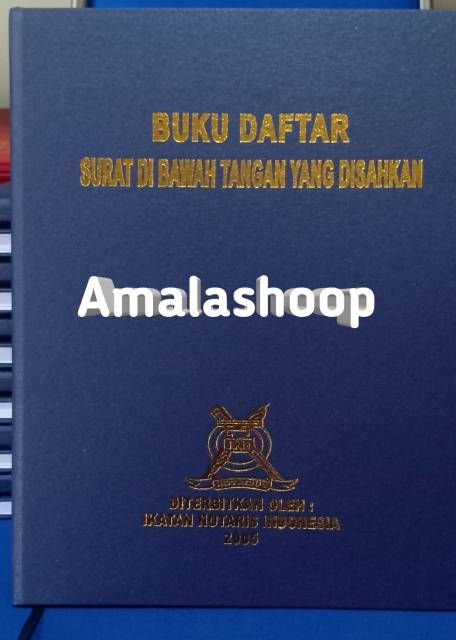 BUKU DAFTAR
SURAT DI BAWAH TANGAN YANG DISAHKAN
Amalashoop
DITERBITKAN OLEH :
IKATAN NOTARIS INDONESIA
2006